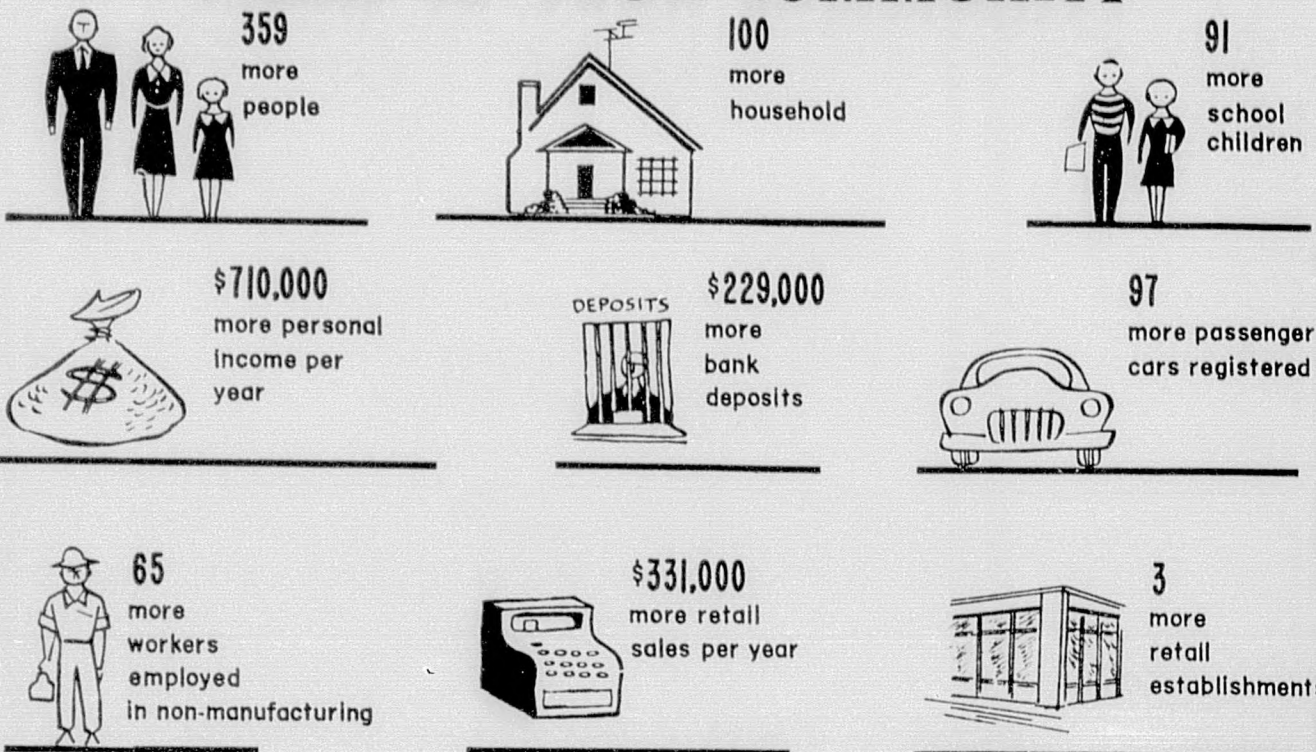 359
more
people
100
more
household
91
more
school
children
$710,000
more personal
income per
year
DEPOSITS
$229,000
more
bank
deposits
97
more passenger
cars registered
65
more
workers
employed
in non-manufacturing
$331,000
more retail
sales per year
3
more
retail
establishment